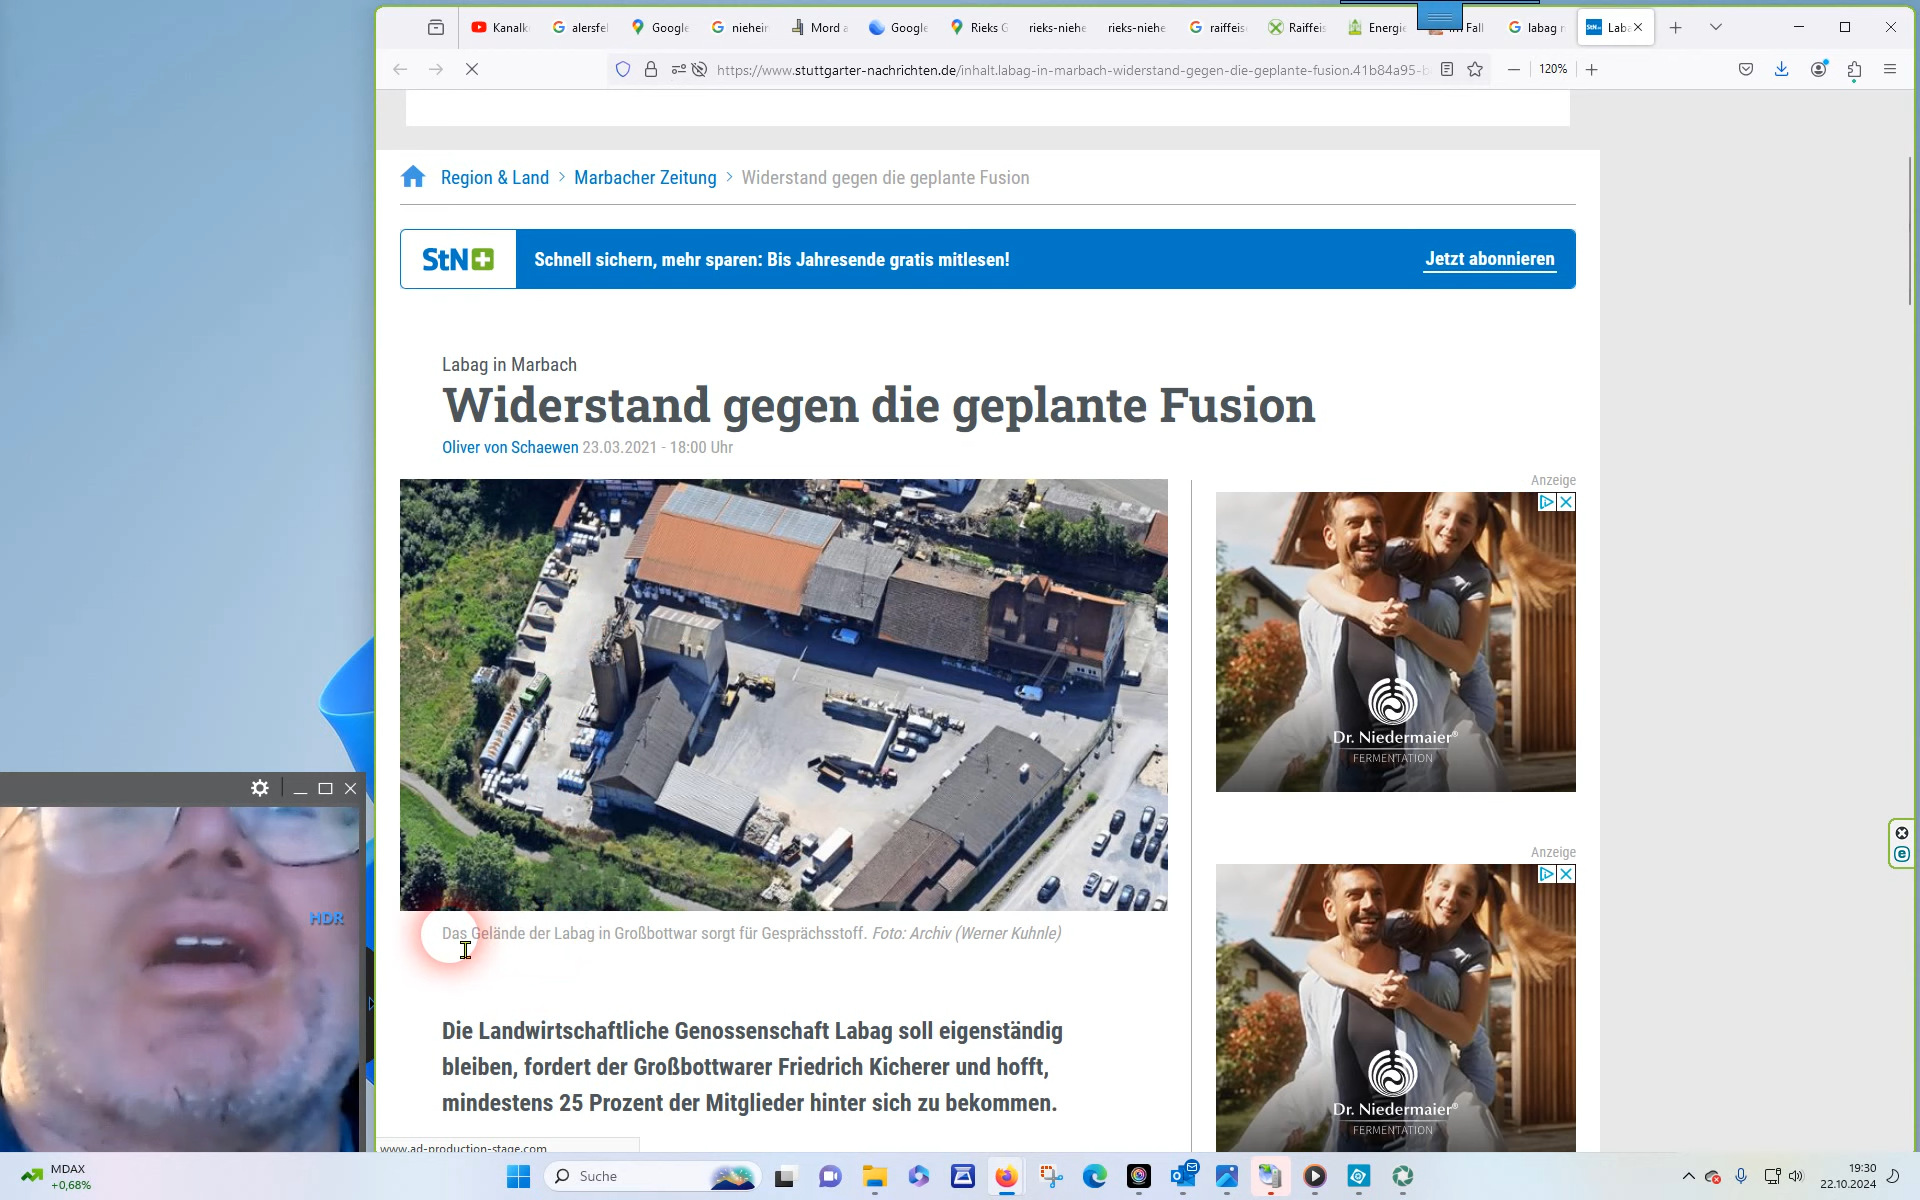 Kanalk
alersfel
Google
nieheim
Mord a
Google
Rieks G
rieks-niehe
rieks-niehe
raiffeise
Raiffeis
Energie
Fall
labag n
Laba
https://www.stuttgarter-nachrichten.de/inhalt.labag-in-marbach-widerstand-gegen-die-geplante-fusion.41b84a95-b
120%
Region & Land > Marbacher Zeitung > Widerstand gegen die geplante Fusion
StN+
Schnell sichern, mehr sparen: Bis Jahresende gratis mitlesen!
Jetzt abonnieren
Labag in Marbach
Widerstand gegen die geplante Fusion
Oliver von Schaewen 23.03.2021 - 18:00 Uhr
Anzeige
Dr. Niedermaier®
FERMENTATION
Anzeige
Dr. Niedermaier®
FERMENTATION
HDR
Das Gelände der Labag in Großbottwar sorgt für Gesprächsstoff. Foto: Archiv (Werner Kuhnle)
Die Landwirtschaftliche Genossenschaft Labag soll eigenständig
bleiben, fordert der Großbottwarer Friedrich Kicherer und hofft,
mindestens 25 Prozent der Mitglieder hinter sich zu bekommen.
www.ad-production-stage.com
MDAX
+0,68%
Suche
19:30
22.10.2024